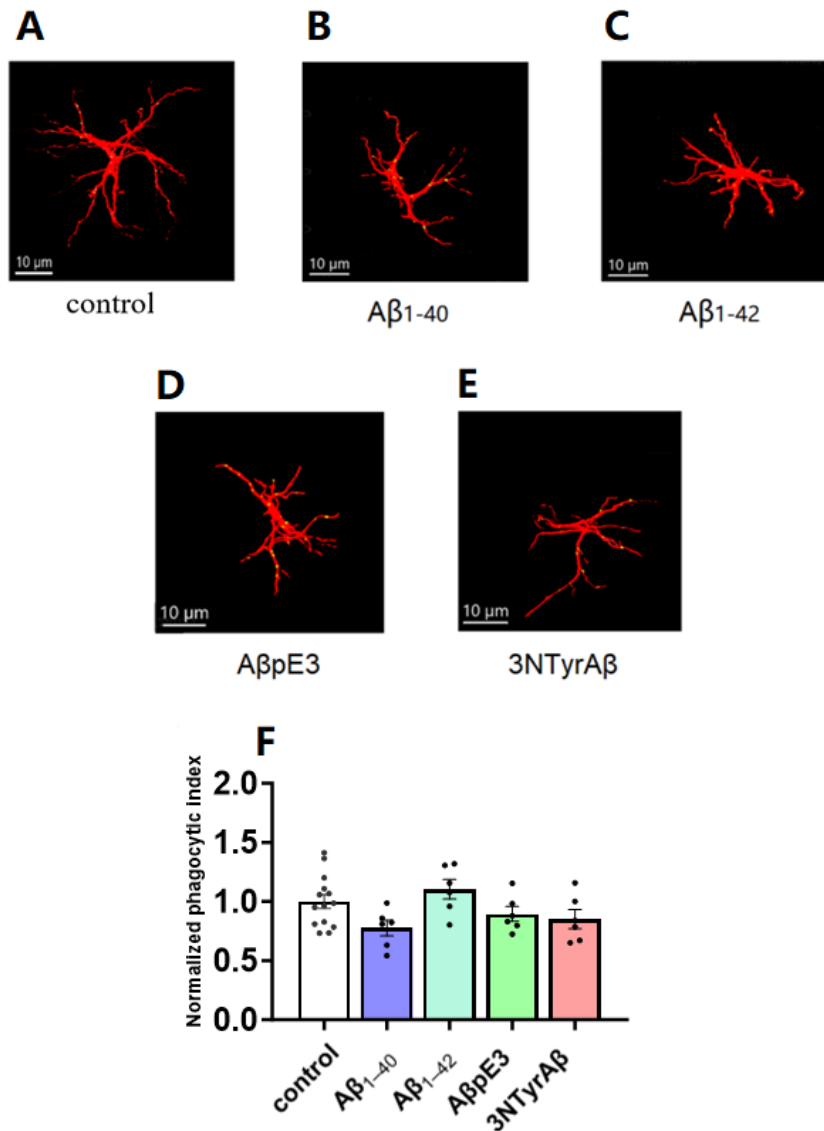 A
B
C
10 µm
10 µm
10 µm
control
Aβ1-40
Aβ1-42
D
E
10 µm
10 µm
AβpE3
3NTyrAβ
F
Normalized phagocytic index
2.0
1.5
1.0
0.5
0.0
control
Aβ1–40
Aβ1–42
AβpE3
3NTyrAβ